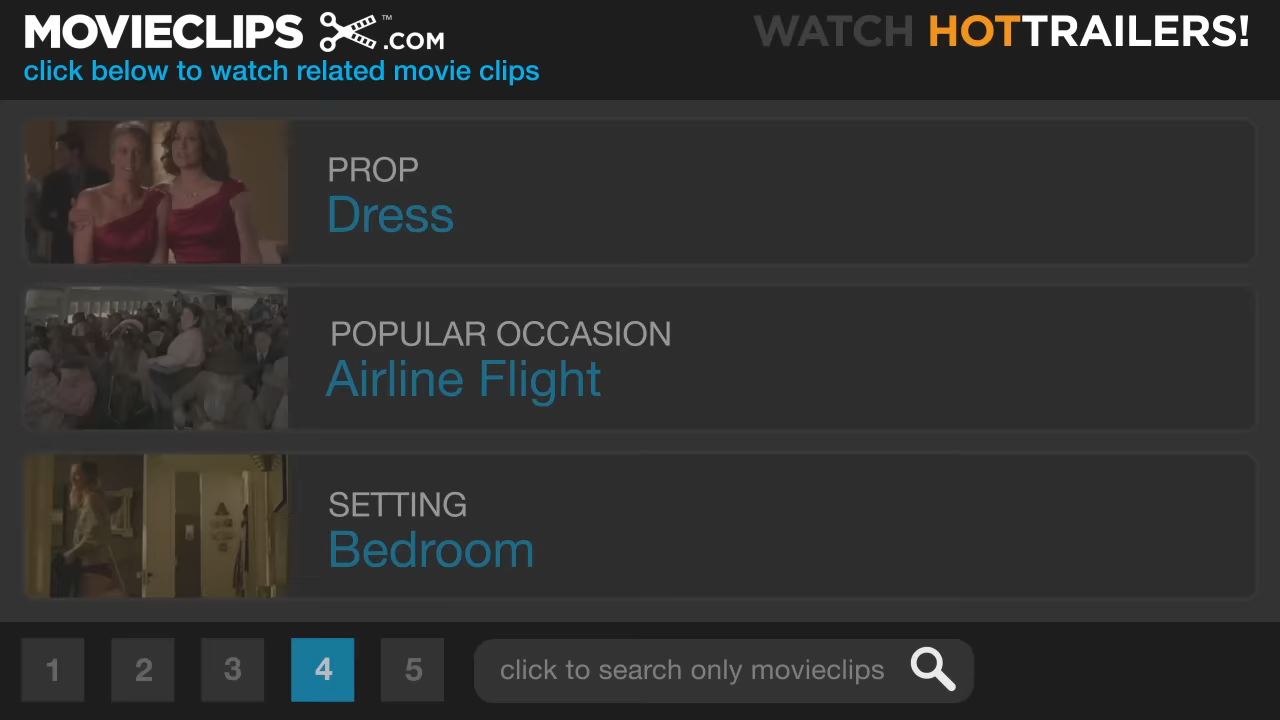 MOVIECLIPS ™ .COM
WATCH HOTTRAILERS!
click below to watch related movie clips
PROP
Dress
POPULAR OCCASION
Airline Flight
SETTING
Bedroom
1 2 3 4 5
click to search only movieclips